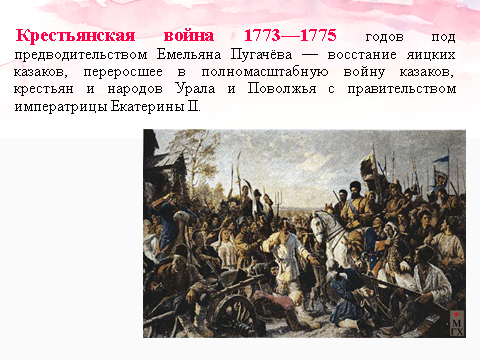 Крестьянская война 1773—1775 годов под
предводительством Емельяна Пугачёва — восстание яицких
казаков, переросшее в полномасштабную войну казаков,
крестьян и народов Урала и Поволжья с правительством
императрицы Екатерины II.
М
ГХ